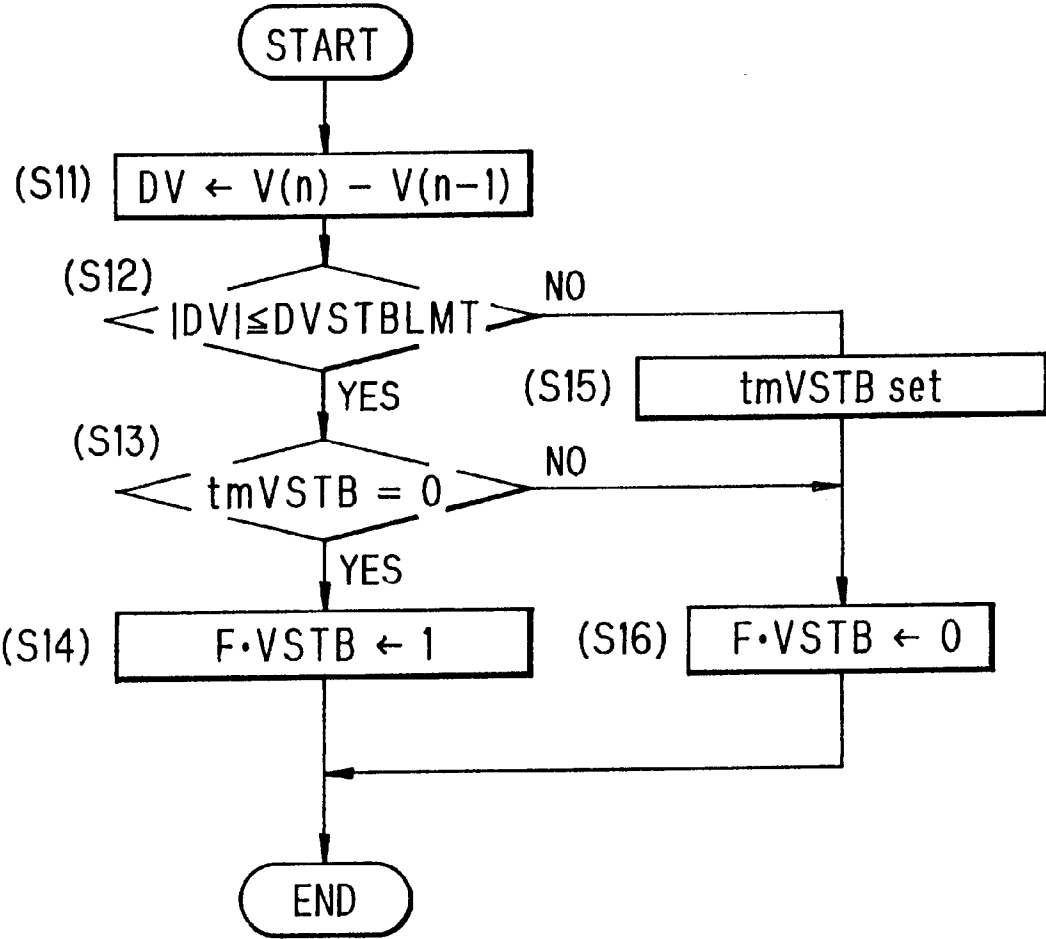 START
(S11) DV ← V(n) − V(n−1)
(S12) |DV|≦DVSTBLMT
NO
YES
(S15) tmVSTB set
(S13) tmVSTB = 0
NO
YES
(S14) F·VSTB ← 1
(S16) F·VSTB ← 0
END